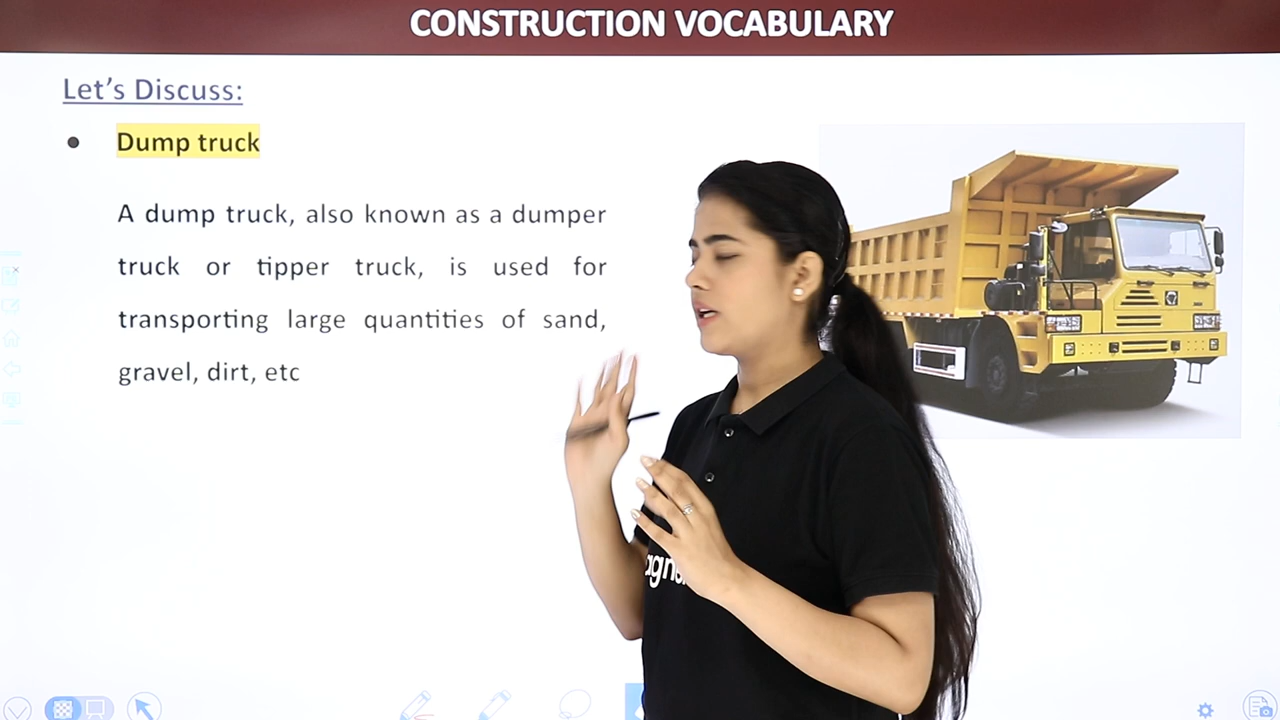 CONSTRUCTION VOCABULARY
Let's Discuss:
Dump truck
A dump truck, also known as a dumper
truck or tipper truck, is used for
transporting large quantities of sand,
gravel, dirt, etc